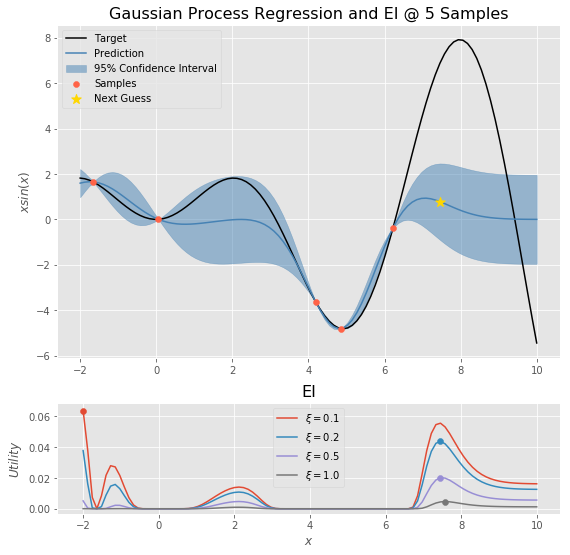 Gaussian Process Regression and EI @ 5 Samples
Target
Prediction
95% Confidence Interval
Samples
Next Guess
8
6
4
2
0
−2
−4
−6
xsin(x)
−2 0 2 4 6 8 10
EI
ξ = 0.1
ξ = 0.2
ξ = 0.5
ξ = 1.0
0.06
0.04
0.02
0.00
Utility
−2 0 2 4 6 8 10
x